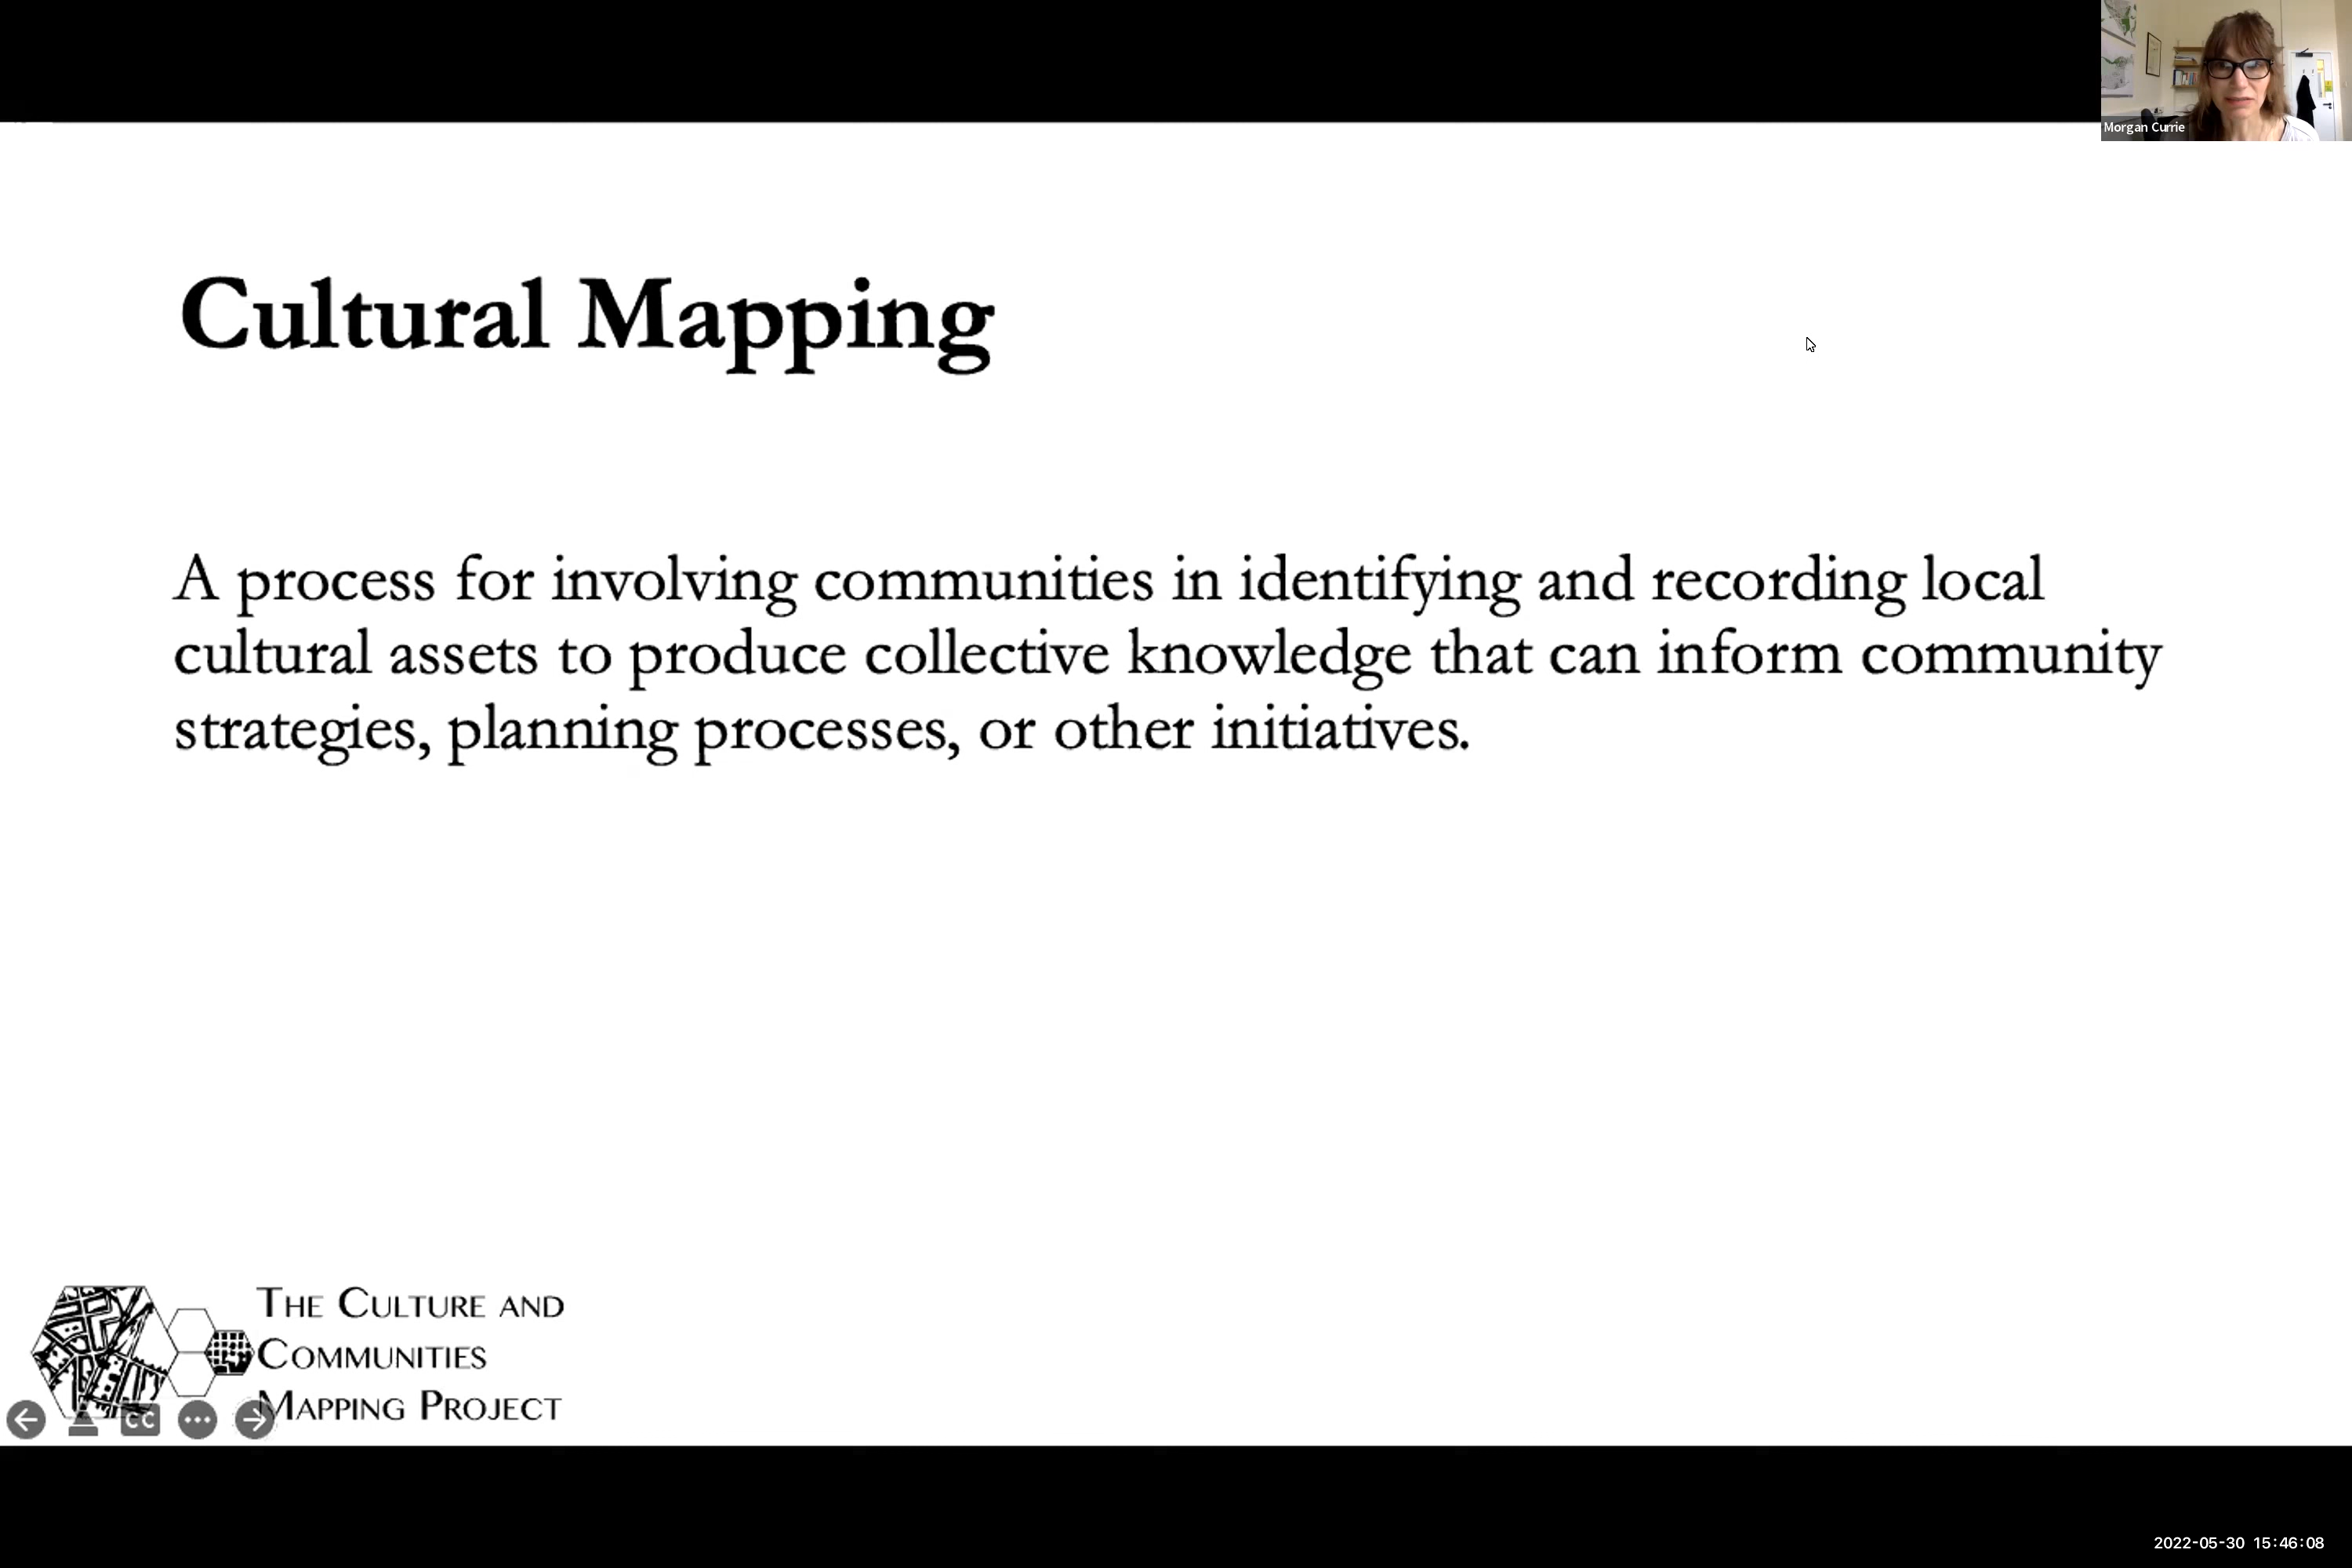 Morgan Currie
Cultural Mapping
A process for involving communities in identifying and recording local
cultural assets to produce collective knowledge that can inform community
strategies, planning processes, or other initiatives.
THE CULTURE AND
COMMUNITIES
MAPPING PROJECT
CC
2022-05-30 15:46:08